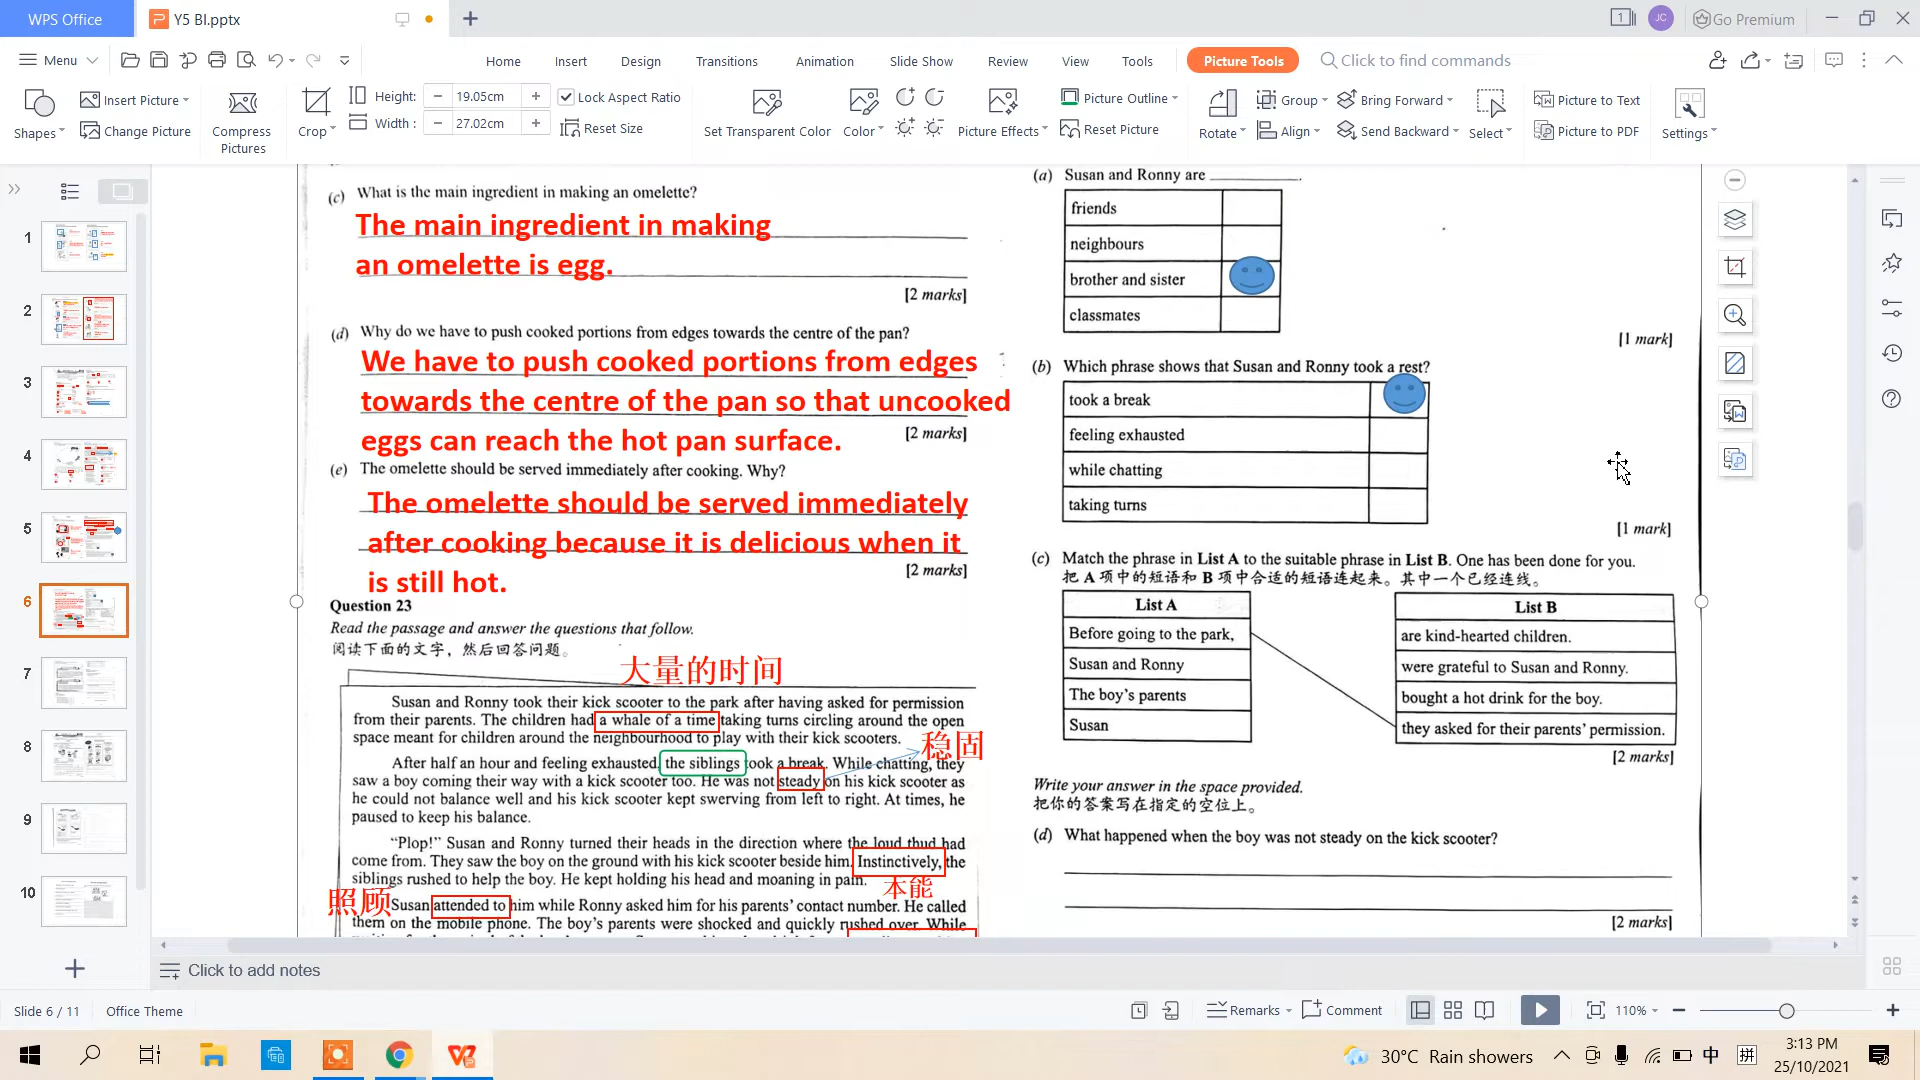 WPS Office
Y5 BI.pptx
1
JC
Go Premium
Menu
Home
Insert
Design
Transitions
Animation
Slide Show
Review
View
Tools
Picture Tools
Click to find commands
Shapes
Insert Picture
Change Picture
Compress Pictures
Crop
Height: 19.05cm
Width : 27.02cm
Lock Aspect Ratio
Reset Size
Set Transparent Color
Color
Picture Effects
Picture Outline
Reset Picture
Rotate
Group
Align
Bring Forward
Send Backward
Select
Picture to Text
Picture to PDF
Settings
1
2
3
4
5
6
7
8
9
10
(c) What is the main ingredient in making an omelette?
The main ingredient in making
an omelette is egg.
[2 marks]
(d) Why do we have to push cooked portions from edges towards the centre of the pan?
We have to push cooked portions from edges
towards the centre of the pan so that uncooked
eggs can reach the hot pan surface.
[2 marks]
(e) The omelette should be served immediately after cooking. Why?
The omelette should be served immediately
after cooking because it is delicious when it
is still hot.
[2 marks]
Question 23
Read the passage and answer the questions that follow.
阅读下面的文字，然后回答问题。
大量的时间
Susan and Ronny took their kick scooter to the park after having asked for permission
from their parents. The children had a whale of a time taking turns circling around the open
space meant for children around the neighbourhood to play with their kick scooters.
稳固
After half an hour and feeling exhausted, the siblings took a break. While chatting, they
saw a boy coming their way with a kick scooter too. He was not steady on his kick scooter as
he could not balance well and his kick scooter kept swerving from left to right. At times, he
paused to keep his balance.
“Plop!” Susan and Ronny turned their heads in the direction where the loud thud had
come from. They saw the boy on the ground with his kick scooter beside him. Instinctively, the
siblings rushed to help the boy. He kept holding his head and moaning in pain.
本能
照顾
Susan attended to him while Ronny asked him for his parents’ contact number. He called
them on the mobile phone. The boy’s parents were shocked and quickly rushed over. While
(a) Susan and Ronny are ________.
friends
neighbours
brother and sister
classmates
[1 mark]
(b) Which phrase shows that Susan and Ronny took a rest?
took a break
feeling exhausted
while chatting
taking turns
[1 mark]
(c) Match the phrase in List A to the suitable phrase in List B. One has been done for you.
把 A 项中的短语和 B 项中合适的短语连起来。其中一个已经连线。
List A
Before going to the park,
Susan and Ronny
The boy’s parents
Susan
List B
are kind-hearted children.
were grateful to Susan and Ronny.
bought a hot drink for the boy.
they asked for their parents’ permission.
[2 marks]
Write your answer in the space provided.
把你的答案写在指定的空位上。
(d) What happened when the boy was not steady on the kick scooter?
[2 marks]
Click to add notes
Slide 6 / 11
Office Theme
Remarks
Comment
110%
30°C Rain showers
中
拼
3:13 PM
25/10/2021